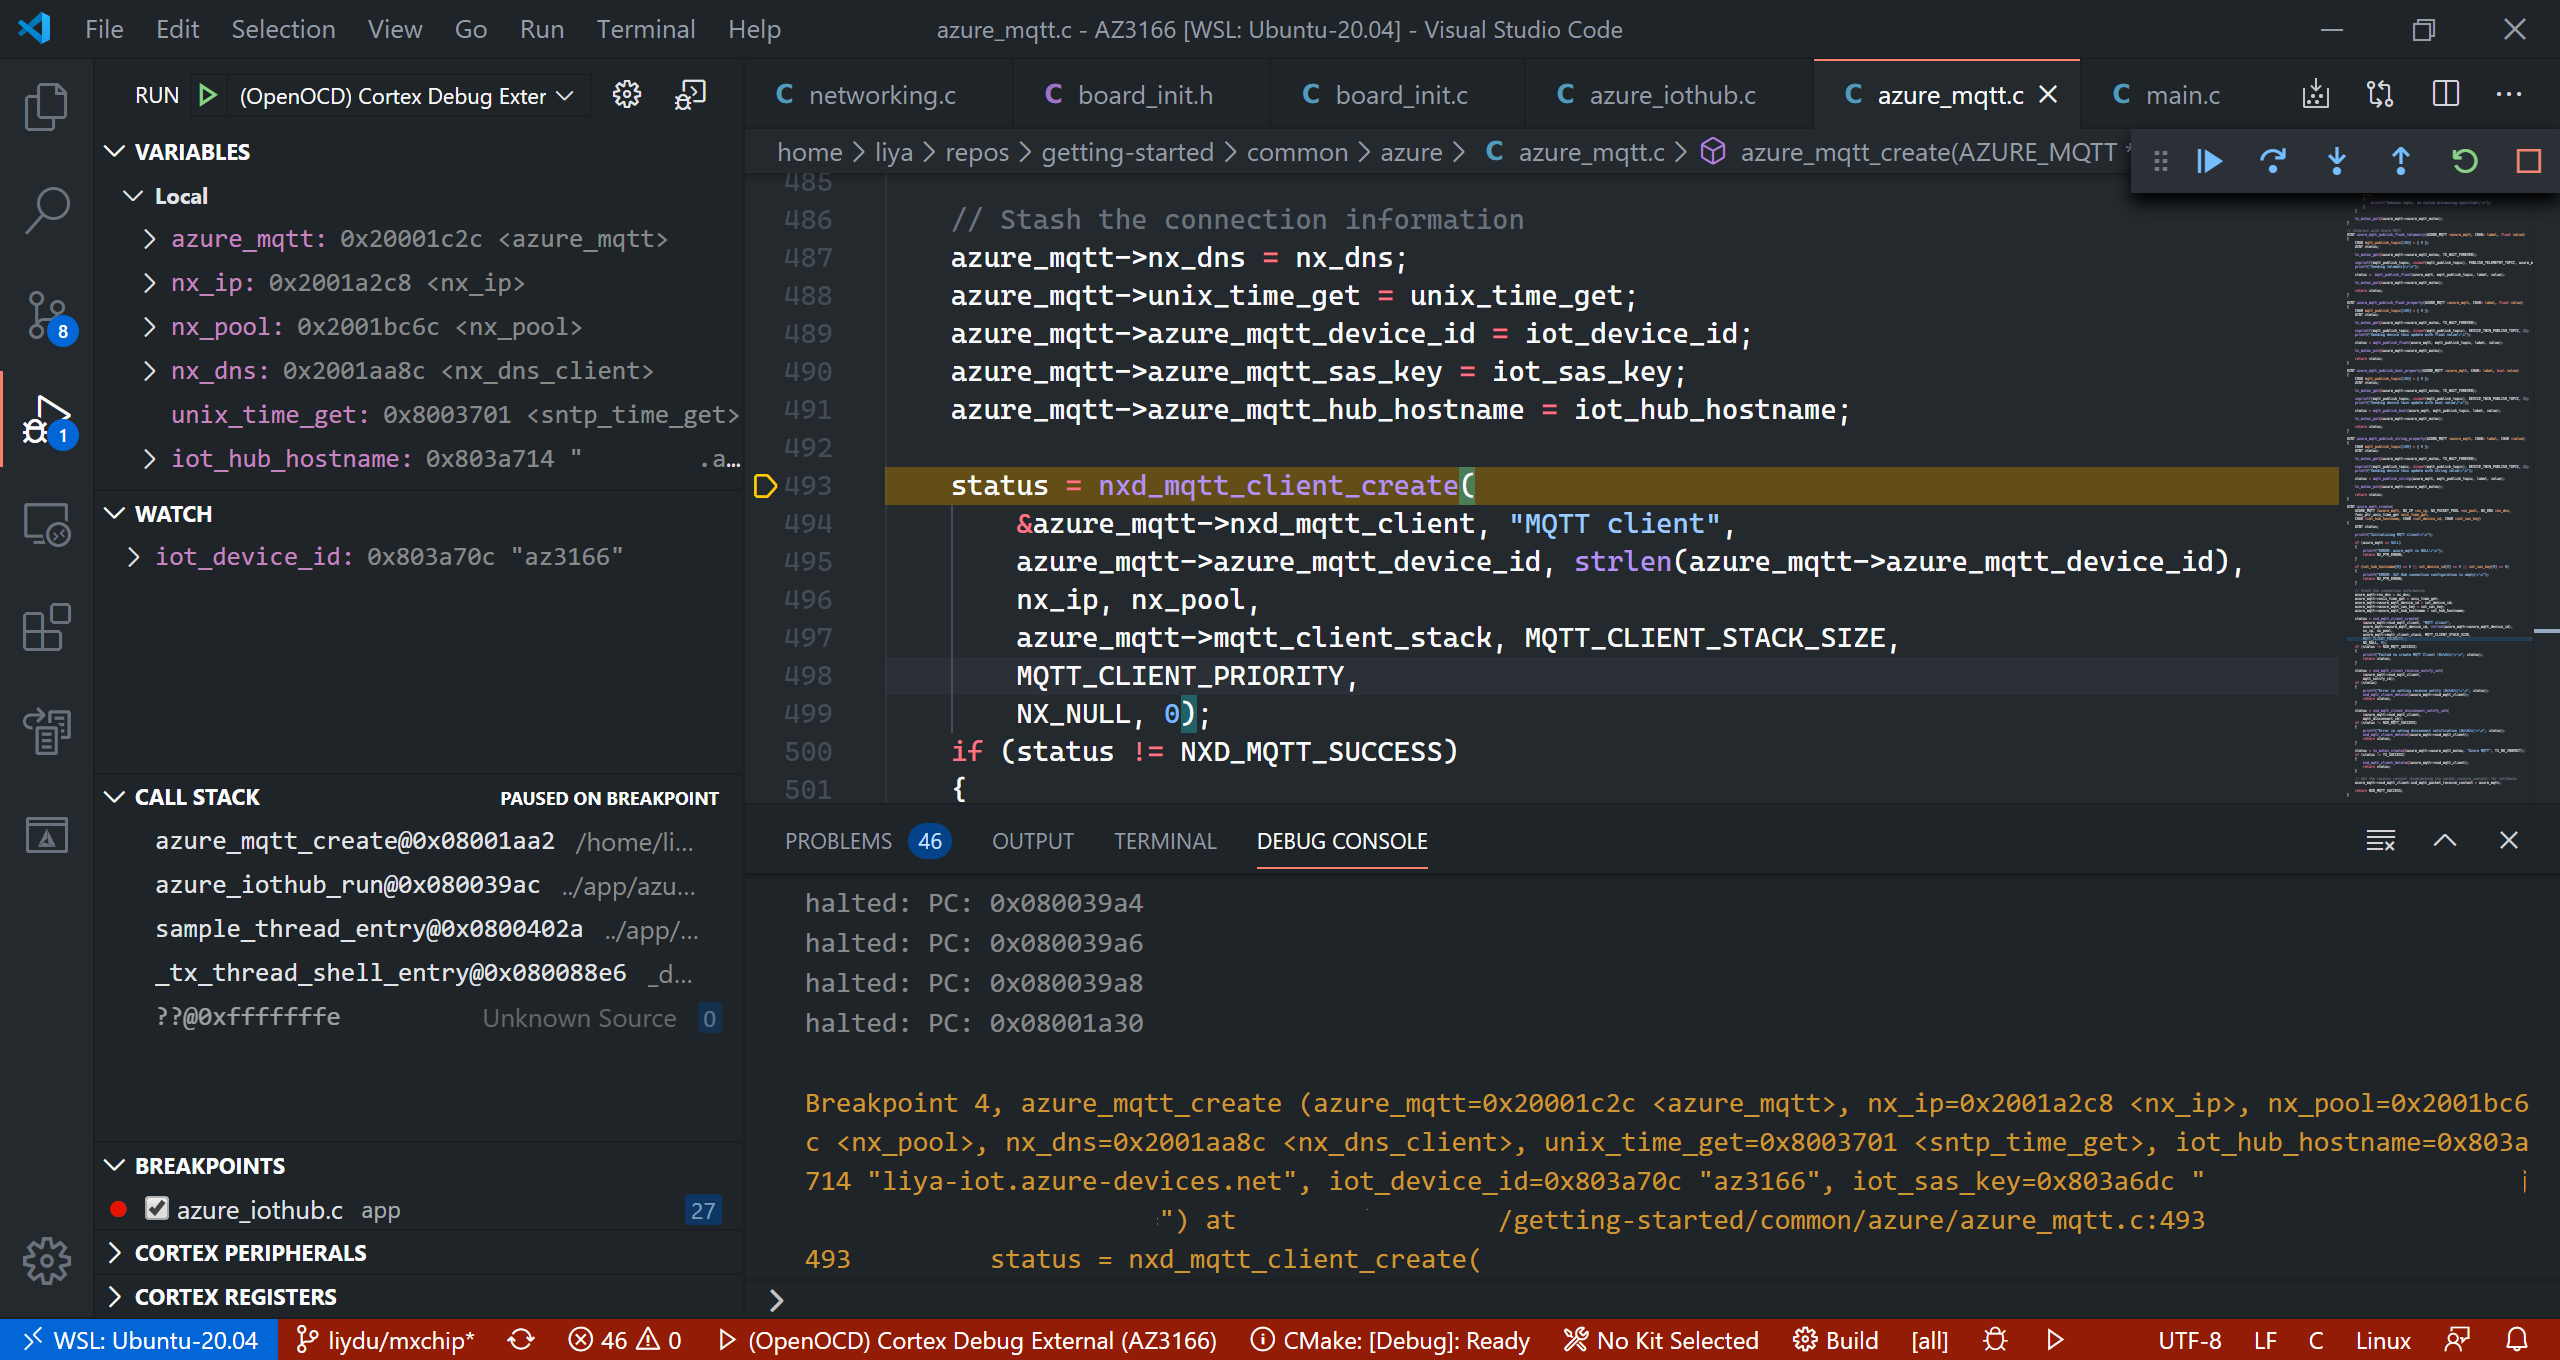 File Edit Selection View Go Run Terminal Help
azure_mqtt.c - AZ3166 [WSL: Ubuntu-20.04] - Visual Studio Code
RUN (OpenOCD) Cortex Debug Exter
C networking.c C board_init.h C board_init.c C azure_iothub.c C azure_mqtt.c C main.c
home > liya > repos > getting-started > common > azure > C azure_mqtt.c > azure_mqtt_create(AZURE_MQTT *
VARIABLES
Local
azure_mqtt: 0x20001c2c <azure_mqtt>
nx_ip: 0x2001a2c8 <nx_ip>
nx_pool: 0x2001bc6c <nx_pool>
nx_dns: 0x2001aa8c <nx_dns_client>
unix_time_get: 0x8003701 <sntp_time_get>
iot_hub_hostname: 0x803a714 " .a…
8
1
WATCH
iot_device_id: 0x803a70c "az3166"
CALL STACK PAUSED ON BREAKPOINT
azure_mqtt_create@0x08001aa2 /home/li…
azure_iothub_run@0x080039ac ../app/azu…
sample_thread_entry@0x0800402a ../app/…
_tx_thread_shell_entry@0x080088e6 _d…
??@0xfffffffe Unknown Source 0
BREAKPOINTS
azure_iothub.c app 27
CORTEX PERIPHERALS
CORTEX REGISTERS
485
486 // Stash the connection information
487 azure_mqtt->nx_dns = nx_dns;
488 azure_mqtt->unix_time_get = unix_time_get;
489 azure_mqtt->azure_mqtt_device_id = iot_device_id;
490 azure_mqtt->azure_mqtt_sas_key = iot_sas_key;
491 azure_mqtt->azure_mqtt_hub_hostname = iot_hub_hostname;
492
493 status = nxd_mqtt_client_create(
494 &azure_mqtt->nxd_mqtt_client, "MQTT client",
495 azure_mqtt->azure_mqtt_device_id, strlen(azure_mqtt->azure_mqtt_device_id),
496 nx_ip, nx_pool,
497 azure_mqtt->mqtt_client_stack, MQTT_CLIENT_STACK_SIZE,
498 MQTT_CLIENT_PRIORITY,
499 NX_NULL, 0);
500 if (status != NXD_MQTT_SUCCESS)
501 {
PROBLEMS 46 OUTPUT TERMINAL DEBUG CONSOLE
halted: PC: 0x080039a4
halted: PC: 0x080039a6
halted: PC: 0x080039a8
halted: PC: 0x08001a30
Breakpoint 4, azure_mqtt_create (azure_mqtt=0x20001c2c <azure_mqtt>, nx_ip=0x2001a2c8 <nx_ip>, nx_pool=0x2001bc6
c <nx_pool>, nx_dns=0x2001aa8c <nx_dns_client>, unix_time_get=0x8003701 <sntp_time_get>, iot_hub_hostname=0x803a
714 "liya-iot.azure-devices.net", iot_device_id=0x803a70c "az3166", iot_sas_key=0x803a6dc "
") at /getting-started/common/azure/azure_mqtt.c:493
493 status = nxd_mqtt_client_create(
>
WSL: Ubuntu-20.04 liydu/mxchip* 46 0 (OpenOCD) Cortex Debug External (AZ3166) CMake: [Debug]: Ready No Kit Selected Build [all] UTF-8 LF C Linux